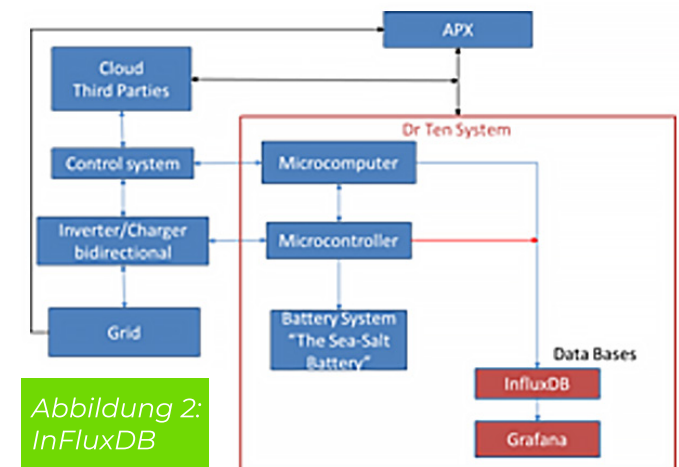 APX
Cloud
Third Parties
Dr Ten System
Control system
Microcomputer
Inverter/Charger
bidirectional
Microcontroller
Grid
Battery System
"The Sea-Salt
Battery"
Data Bases
InfluxDB
Grafana
Abbildung 2:
InFluxDB